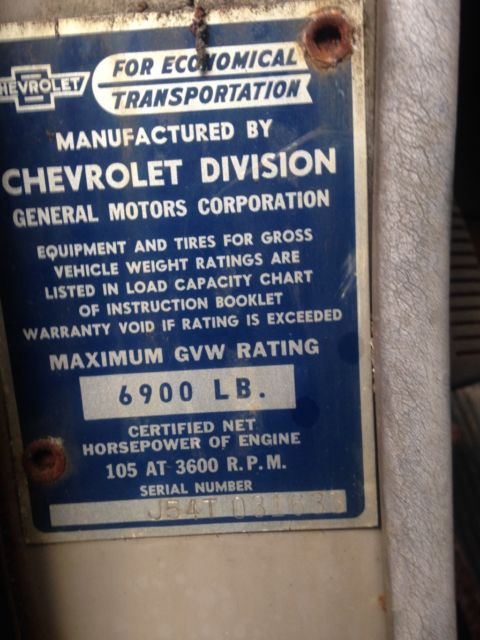 CHEVROLET
FOR ECONOMICAL
TRANSPORTATION
MANUFACTURED BY
CHEVROLET DIVISION
GENERAL MOTORS CORPORATION
EQUIPMENT AND TIRES FOR GROSS
VEHICLE WEIGHT RATINGS ARE
LISTED IN LOAD CAPACITY CHART
OF INSTRUCTION BOOKLET
WARRANTY VOID IF RATING IS EXCEEDED
MAXIMUM GVW RATING
6900 LB.
CERTIFIED NET
HORSEPOWER OF ENGINE
105 AT 3600 R.P.M.
SERIAL NUMBER
J54T